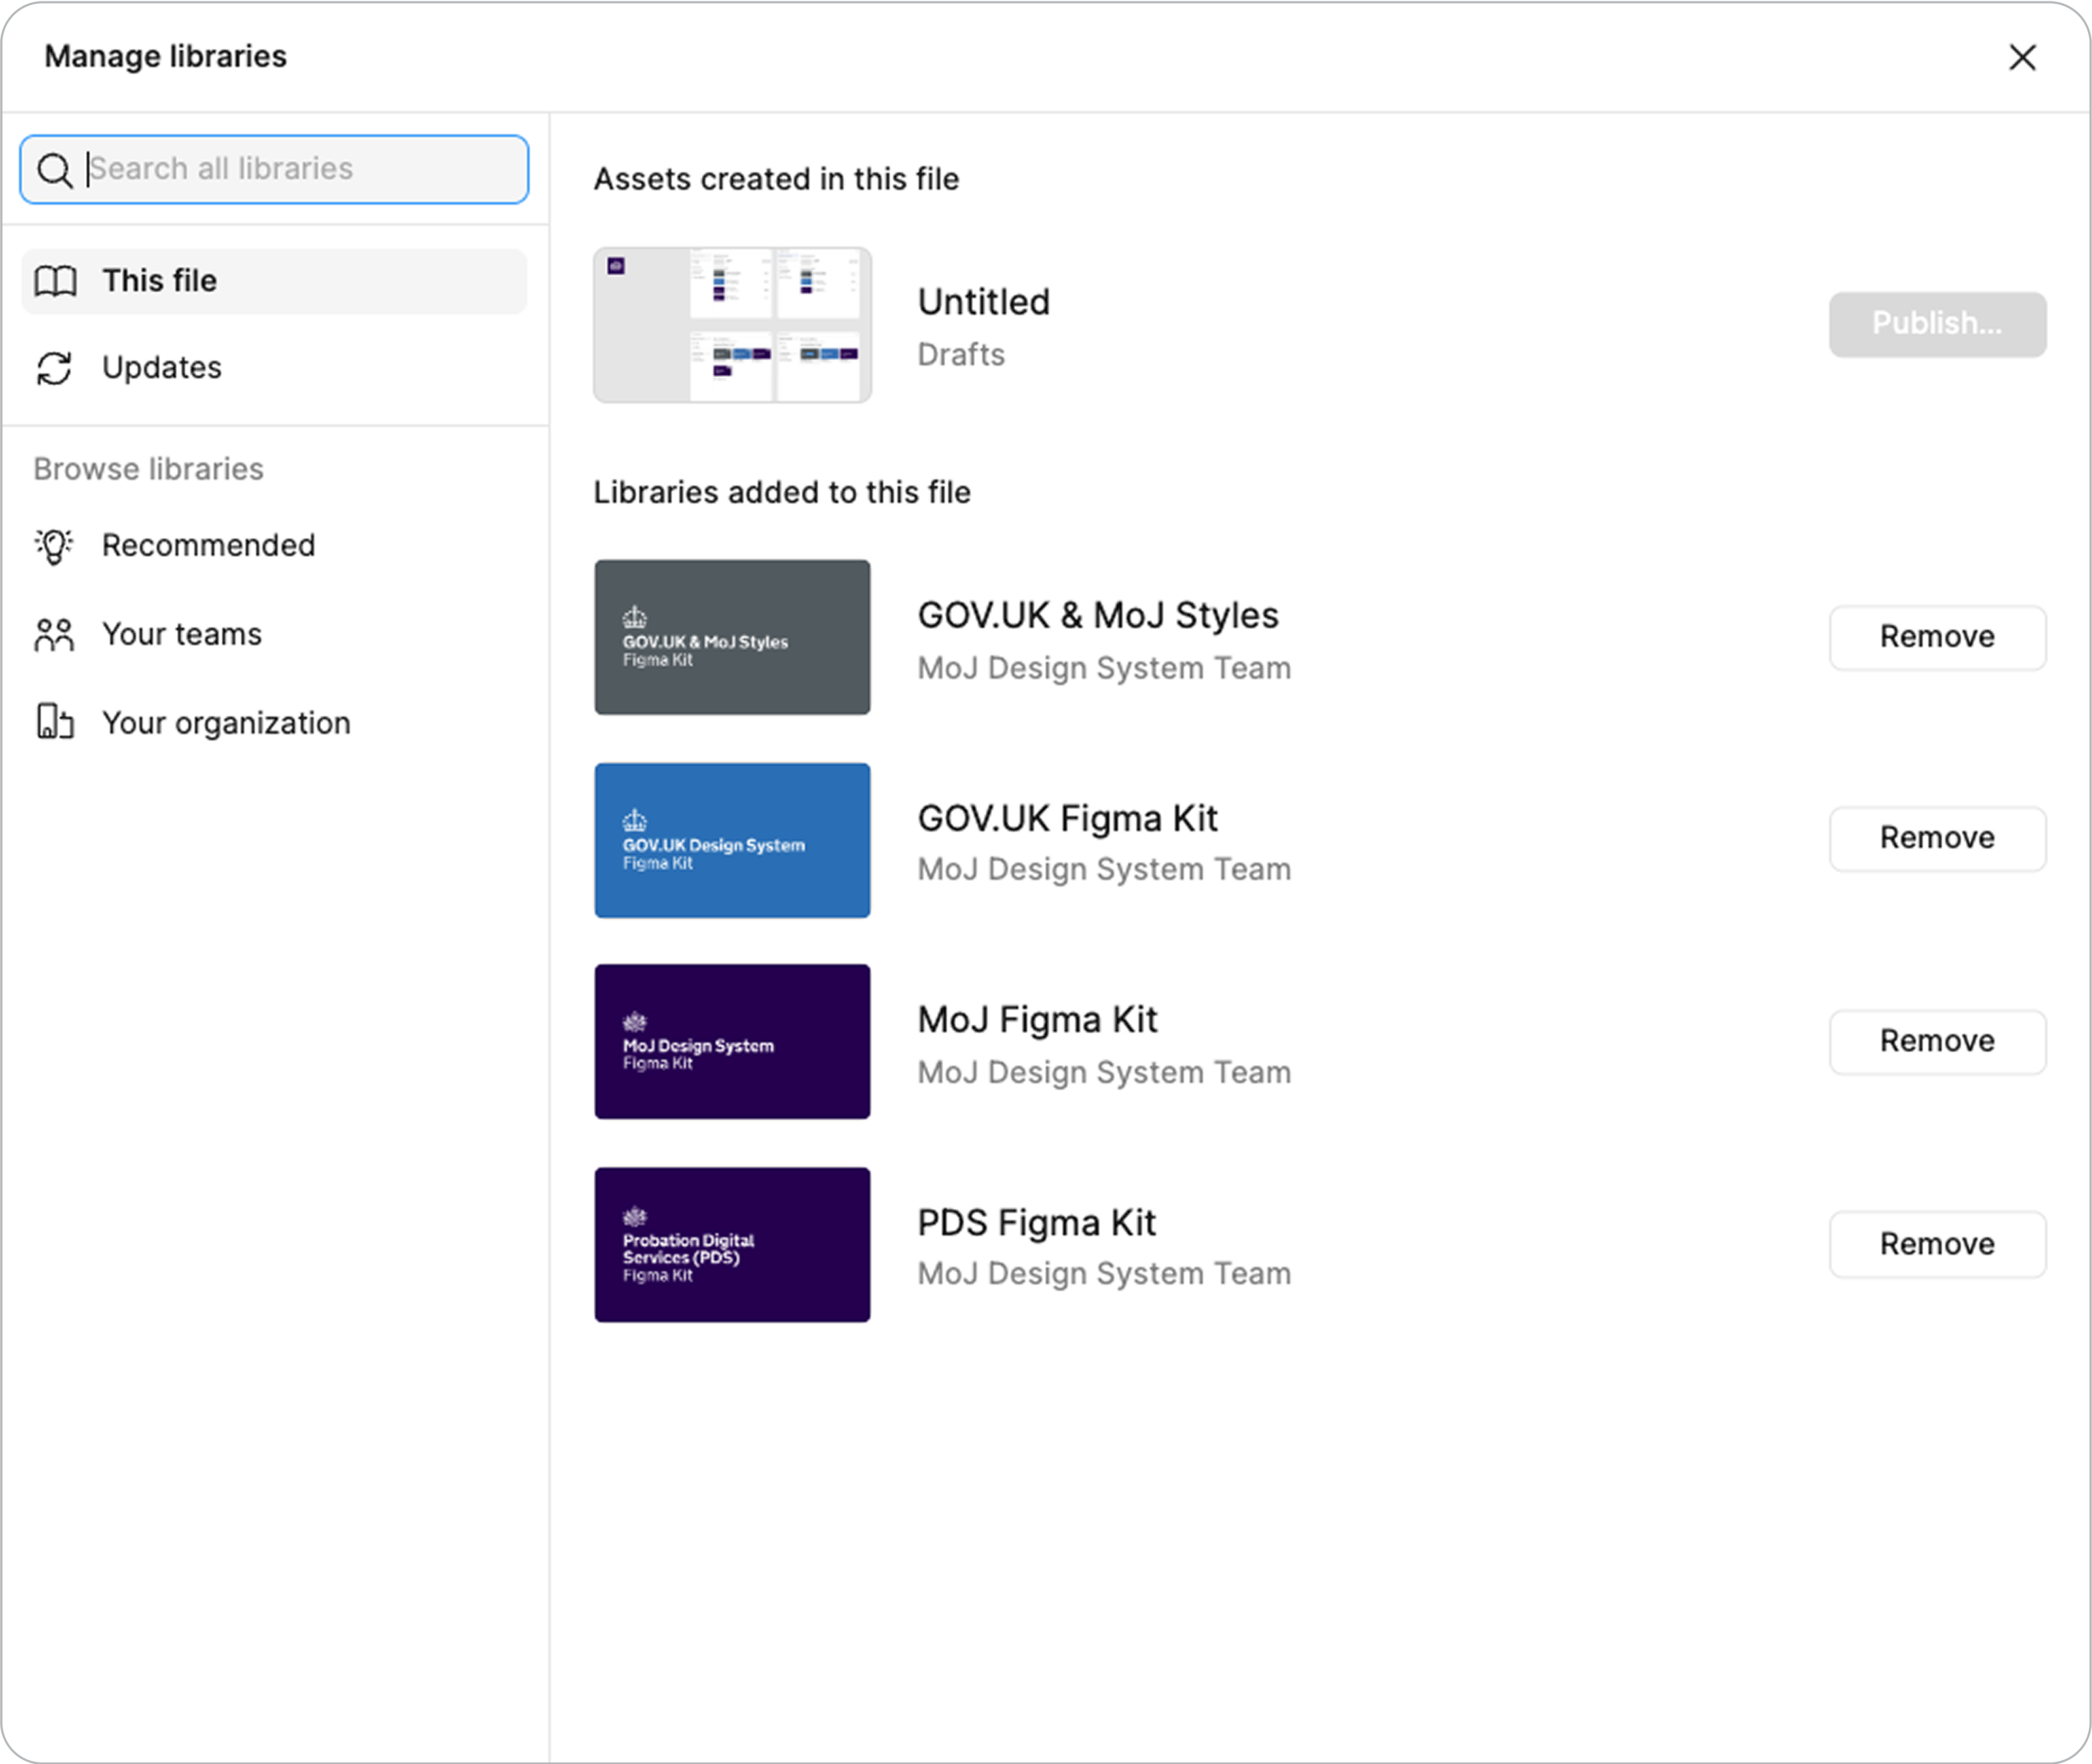 Manage libraries
Search all libraries
This file
Updates
Browse libraries
Recommended
Your teams
Your organization
Assets created in this file
Untitled
Drafts
Publish...
Libraries added to this file
GOV.UK & MoJ Styles
Figma Kit
GOV.UK & MoJ Styles
MoJ Design System Team
Remove
GOV.UK Design System
Figma Kit
GOV.UK Figma Kit
MoJ Design System Team
Remove
MoJ Design System
Figma Kit
MoJ Figma Kit
MoJ Design System Team
Remove
Probation Digital
Services (PDS)
Figma Kit
PDS Figma Kit
MoJ Design System Team
Remove